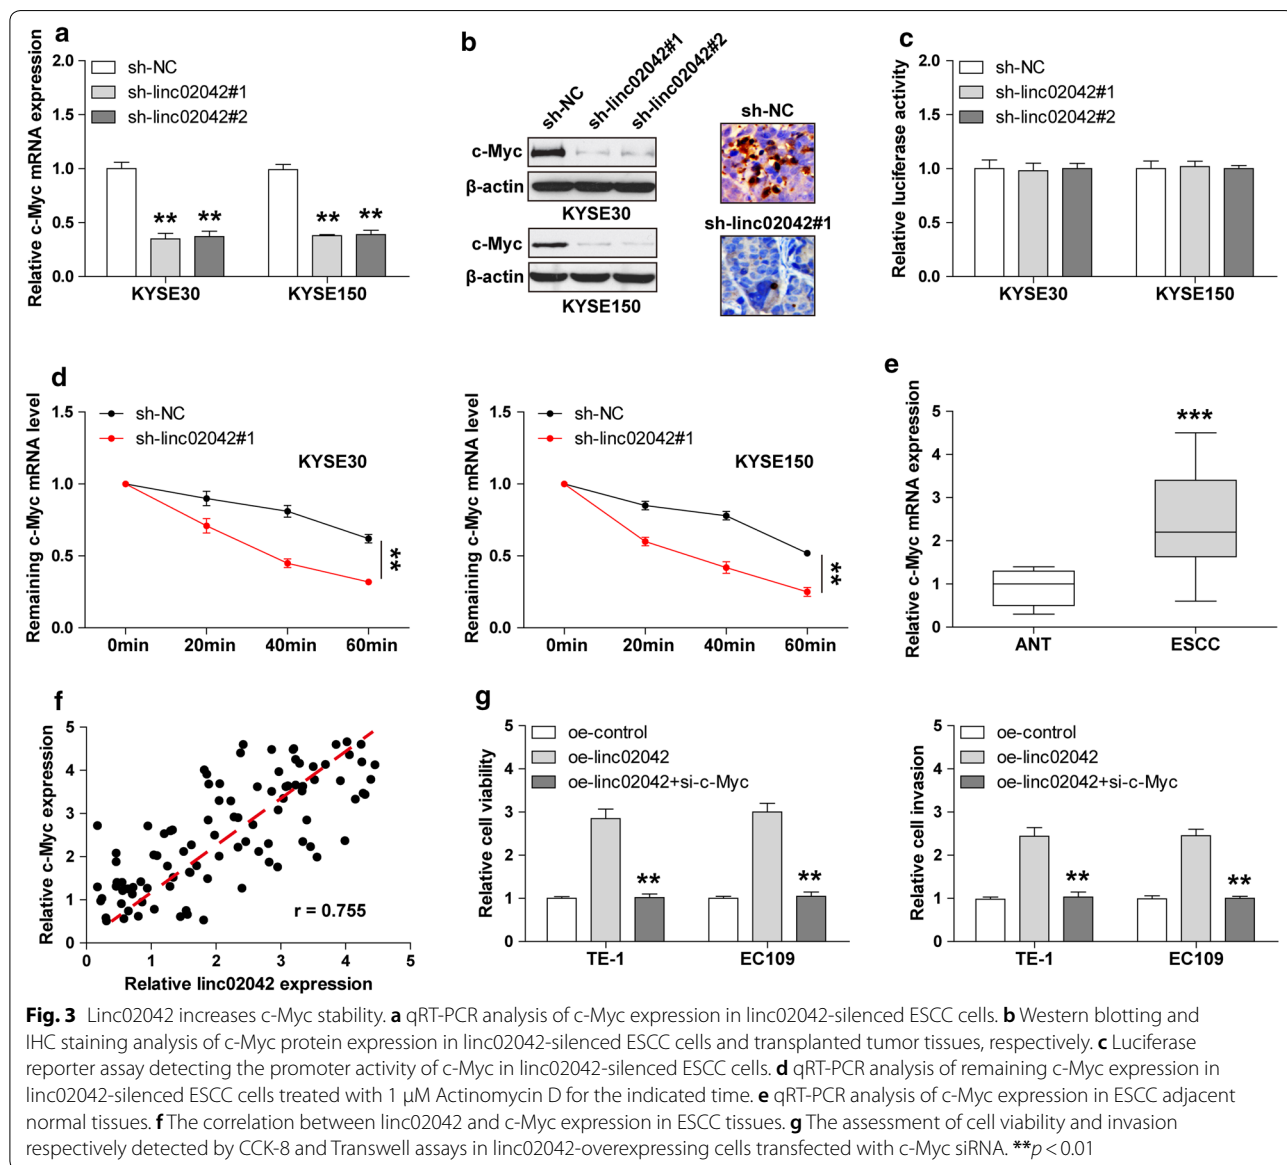 a
Relative c-Myc mRNA expression
2.0
1.5
1.0
0.5
0.0
sh-NC
sh-linc02042#1
sh-linc02042#2
** **
** **
KYSE30
KYSE150
b
sh-NC
sh-linc02042#1
sh-linc02042#2
c-Myc
β-actin
KYSE30
c-Myc
β-actin
KYSE150
sh-NC
sh-linc02042#1
c
Relative luciferase activity
2.0
1.5
1.0
0.5
0.0
sh-NC
sh-linc02042#1
sh-linc02042#2
KYSE30
KYSE150
d
Remaining c-Myc mRNA level
1.5
1.0
0.5
0.0
sh-NC
sh-linc02042#1
KYSE30
**
0min 20min 40min 60min
Remaining c-Myc mRNA level
1.5
1.0
0.5
0.0
sh-NC
sh-linc02042#1
KYSE150
**
0min 20min 40min 60min
e
Relative c-Myc mRNA expression
5
4
3
2
1
0
***
ANT
ESCC
f
Relative c-Myc expression
5
4
3
2
1
0
r = 0.755
0 1 2 3 4 5
Relative linc02042 expression
g
Relative cell viability
5
4
3
2
1
0
oe-control
oe-linc02042
oe-linc02042+si-c-Myc
**
**
TE-1
EC109
Relative cell invasion
5
4
3
2
1
0
oe-control
oe-linc02042
oe-linc02042+si-c-Myc
**
**
TE-1
EC109
Fig. 3 Linc02042 increases c-Myc stability. a qRT-PCR analysis of c-Myc expression in linc02042-silenced ESCC cells. b Western blotting and
IHC staining analysis of c-Myc protein expression in linc02042-silenced ESCC cells and transplanted tumor tissues, respectively. c Luciferase
reporter assay detecting the promoter activity of c-Myc in linc02042-silenced ESCC cells. d qRT-PCR analysis of remaining c-Myc expression in
linc02042-silenced ESCC cells treated with 1 μM Actinomycin D for the indicated time. e qRT-PCR analysis of c-Myc expression in ESCC adjacent
normal tissues. f The correlation between linc02042 and c-Myc expression in ESCC tissues. g The assessment of cell viability and invasion
respectively detected by CCK-8 and Transwell assays in linc02042-overexpressing cells transfected with c-Myc siRNA. **p < 0.01